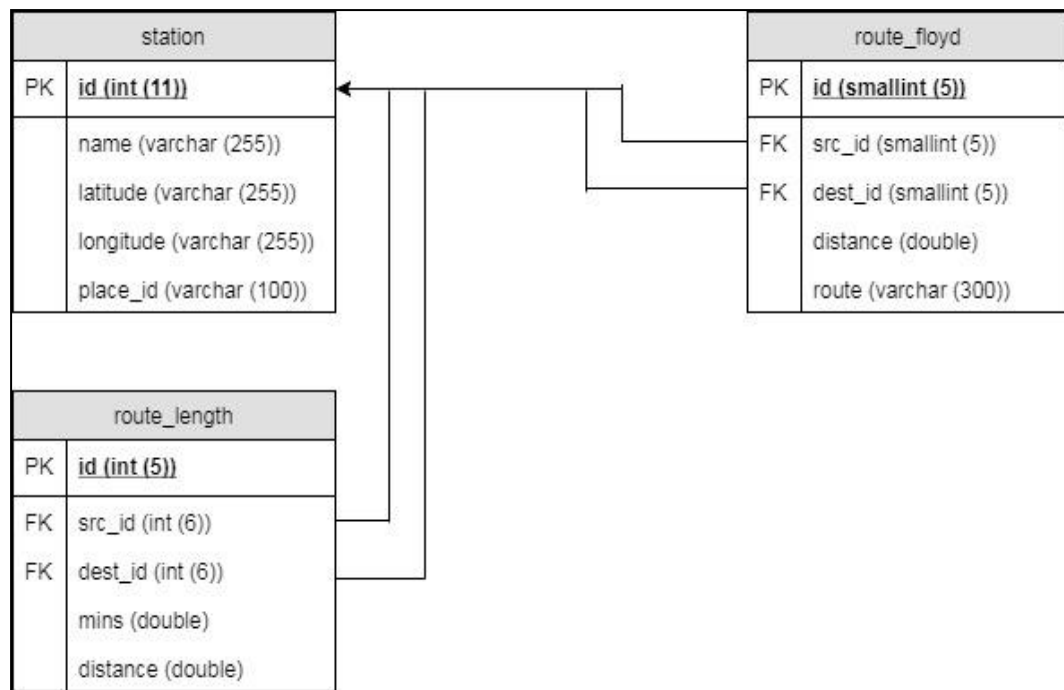 station
PK id (int (11))
name (varchar (255))
latitude (varchar (255))
longitude (varchar (255))
place_id (varchar (100))
route_floyd
PK id (smallint (5))
FK src_id (smallint (5))
FK dest_id (smallint (5))
distance (double)
route (varchar (300))
route_length
PK id (int (5))
FK src_id (int (6))
FK dest_id (int (6))
mins (double)
distance (double)